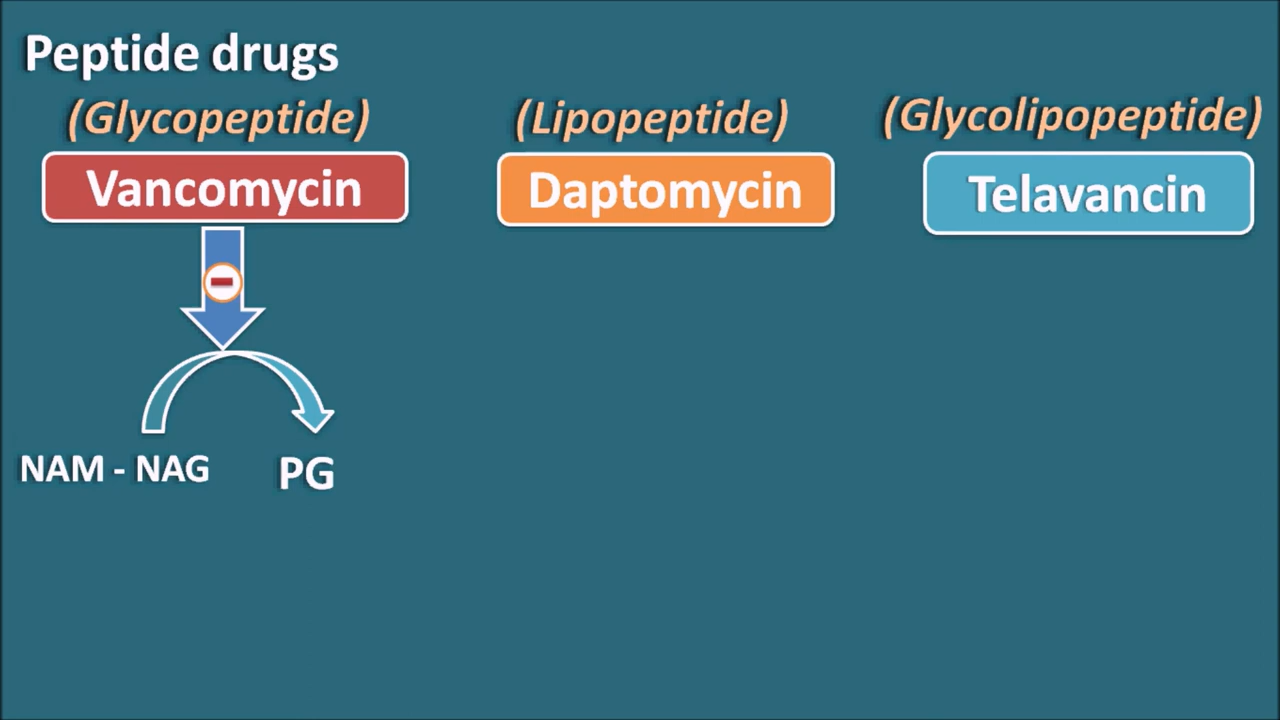 Peptide drugs
(Glycopeptide) (Lipopeptide) (Glycolipopeptide)
Vancomycin Daptomycin Telavancin
NAM - NAG PG